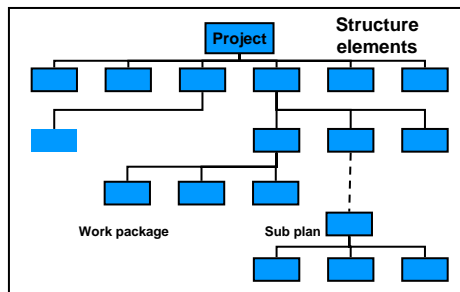 Project
Structure
elements
Work package
Sub plan